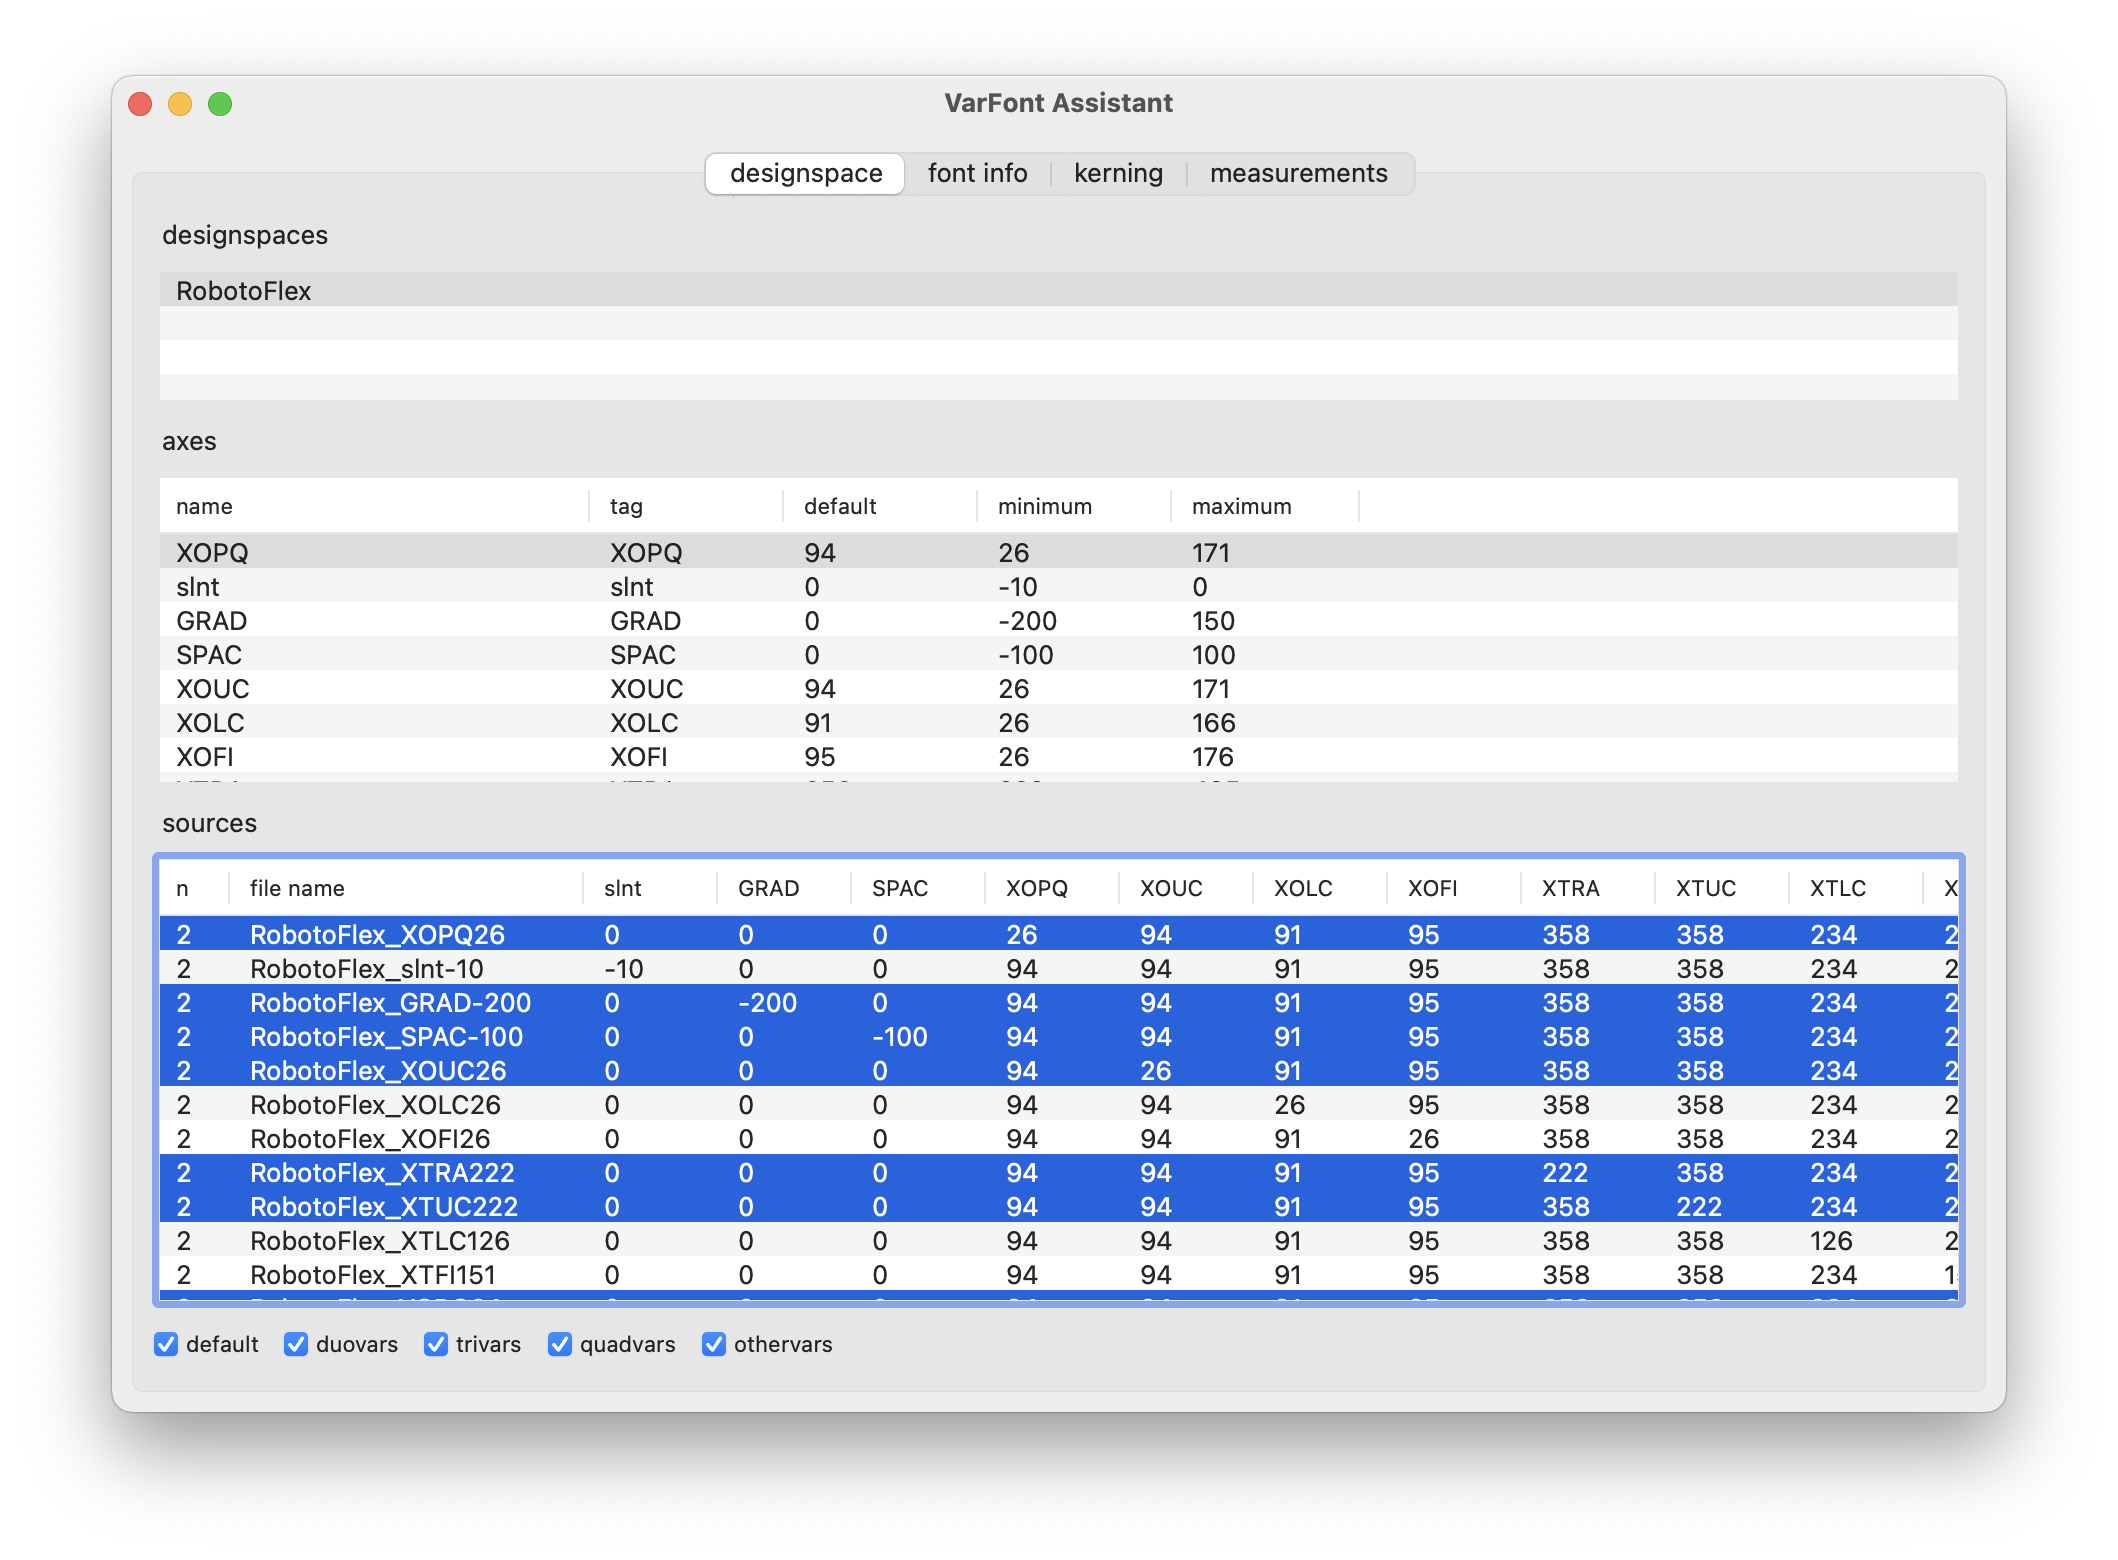 VarFont Assistant
designspace font info kerning measurements
designspaces
RobotoFlex
axes
name tag default minimum maximum
XOPQ XOPQ 94 26 171
slnt slnt 0 -10 0
GRAD GRAD 0 -200 150
SPAC SPAC 0 -100 100
XOUC XOUC 94 26 171
XOLC XOLC 91 26 166
XOFI XOFI 95 26 176
sources
n file name slnt GRAD SPAC XOPQ XOUC XOLC XOFI XTRA XTUC XTLC X
2 RobotoFlex_XOPQ26 0 0 0 26 94 91 95 358 358 234 2
2 RobotoFlex_slnt-10 -10 0 0 94 94 91 95 358 358 234 2
2 RobotoFlex_GRAD-200 0 -200 0 94 94 91 95 358 358 234 2
2 RobotoFlex_SPAC-100 0 0 -100 94 94 91 95 358 358 234 2
2 RobotoFlex_XOUC26 0 0 0 94 26 91 95 358 358 234 2
2 RobotoFlex_XOLC26 0 0 0 94 94 26 95 358 358 234 2
2 RobotoFlex_XOFI26 0 0 0 94 94 91 26 358 358 234 2
2 RobotoFlex_XTRA222 0 0 0 94 94 91 95 222 358 234 2
2 RobotoFlex_XTUC222 0 0 0 94 94 91 95 358 222 234 2
2 RobotoFlex_XTLC126 0 0 0 94 94 91 95 358 358 126 2
2 RobotoFlex_XTFI151 0 0 0 94 94 91 95 358 358 234 1
default duovars trivars quadvars othervars